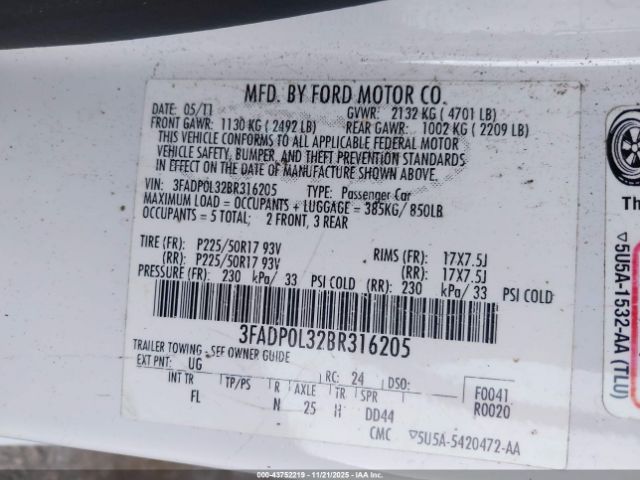 MFD. BY FORD MOTOR CO.
DATE: 05/11 GVWR: 2132 KG ( 4701 LB)
FRONT GAWR: 1130 KG ( 2492 LB) REAR GAWR: 1002 KG ( 2209 LB)
THIS VEHICLE CONFORMS TO ALL APPLICABLE FEDERAL MOTOR
VEHICLE SAFETY, BUMPER, AND THEFT PREVENTION STANDARDS
IN EFFECT ON THE DATE OF MANUFACTURE SHOWN ABOVE.
VIN: 3FADP0L32BR316205 TYPE: Passenger Car
MAXIMUM LOAD = OCCUPANTS + LUGGAGE = 385KG/ 850LB
OCCUPANTS = 5 TOTAL; 2 FRONT, 3 REAR
TIRE (FR): P225/50R17 93V RIMS (FR): 17X7.5J
(RR): P225/50R17 93V (RR): 17X7.5J
PRESSURE (FR): 230 kPa/ 33 PSI COLD (RR): 230 kPa/33 PSI COLD
3FADP0L32BR316205
TRAILER TOWING - SEE OWNER GUIDE
EXT PNT: UG RC: 24 DSO: F0041
R0020
INT TR TP/PS R AXLE TR SPR
FL N 25 H DD44
CMC ▽5U5A-5420472-AA
Th
▽5U5A-1532-AA (TLU)
IMAGE 900-43752219 - 11/21/2025 - IAAI.COM